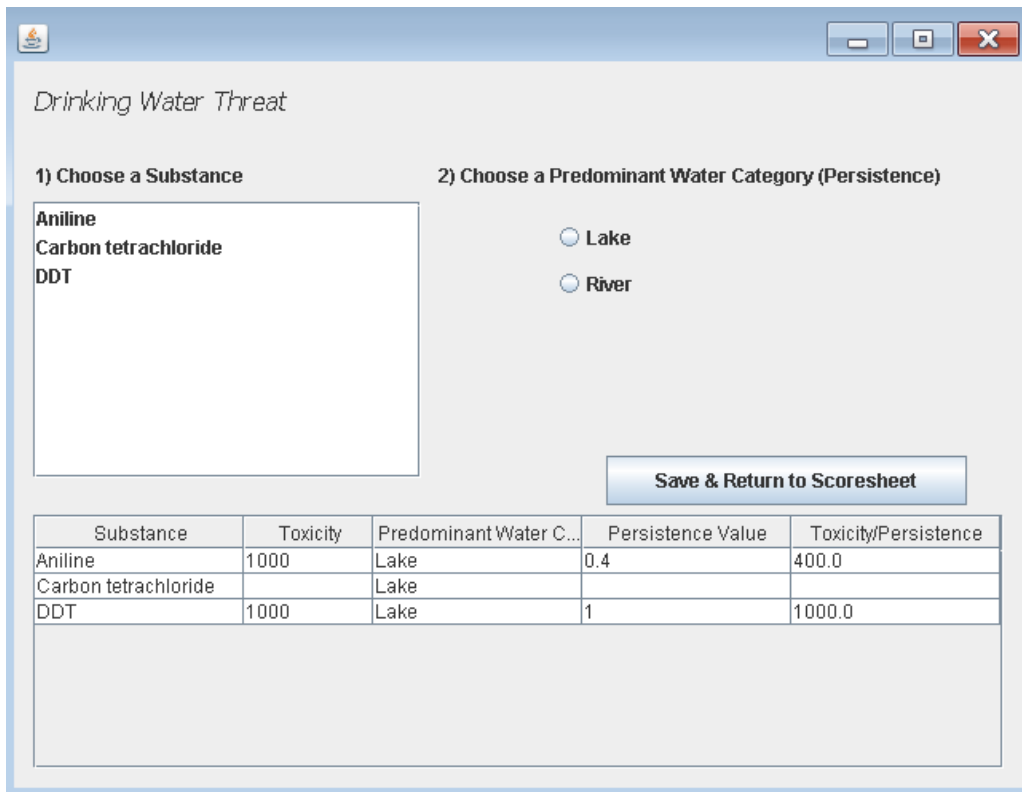 Drinking Water Threat
1) Choose a Substance
2) Choose a Predominant Water Category (Persistence)
Aniline
Carbon tetrachloride
DDT
Lake
River
Save & Return to Scoresheet
Substance Toxicity Predominant Water C... Persistence Value Toxicity/Persistence
Aniline 1000 Lake 0.4 400.0
Carbon tetrachloride Lake
DDT 1000 Lake 1 1000.0